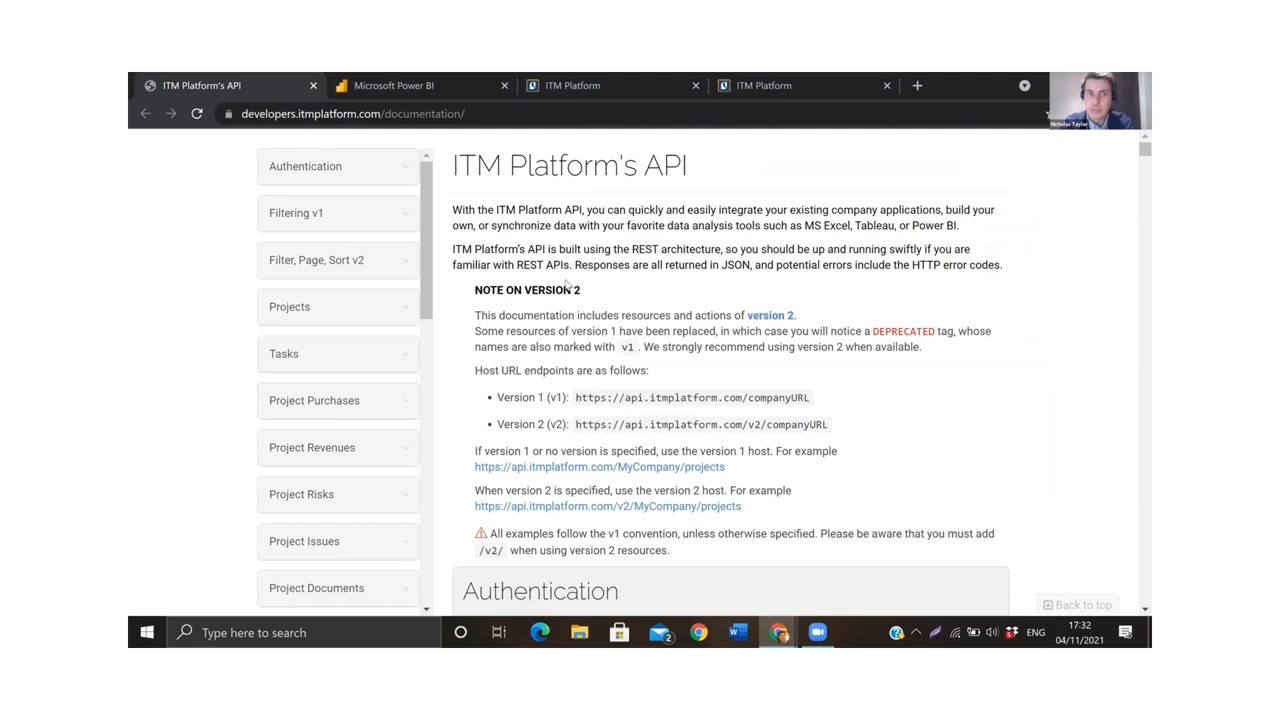 ITM Platform's API
Microsoft Power BI
ITM Platform
ITM Platform
developers.itmplatform.com/documentation/
Nicholas Taylor
Authentication
Filtering v1
Filter, Page, Sort v2
Projects
Tasks
Project Purchases
Project Revenues
Project Risks
Project Issues
Project Documents
ITM Platform's API
With the ITM Platform API, you can quickly and easily integrate your existing company applications, build your
own, or synchronize data with your favorite data analysis tools such as MS Excel, Tableau, or Power BI.
ITM Platform's API is built using the REST architecture, so you should be up and running swiftly if you are
familiar with REST APIs. Responses are all returned in JSON, and potential errors include the HTTP error codes.
NOTE ON VERSION 2
This documentation includes resources and actions of version 2.
Some resources of version 1 have been replaced, in which case you will notice a DEPRECATED tag, whose
names are also marked with v1 . We strongly recommend using version 2 when available.
Host URL endpoints are as follows:
• Version 1 (v1): https://api.itmplatform.com/companyURL
• Version 2 (v2): https://api.itmplatform.com/v2/companyURL
If version 1 or no version is specified, use the version 1 host. For example
https://api.itmplatform.com/MyCompany/projects
When version 2 is specified, use the version 2 host. For example
https://api.itmplatform.com/v2/MyCompany/projects
All examples follow the v1 convention, unless otherwise specified. Please be aware that you must add
/v2/ when using version 2 resources.
Authentication
Back to top
Type here to search
2
ENG
17:32
04/11/2021